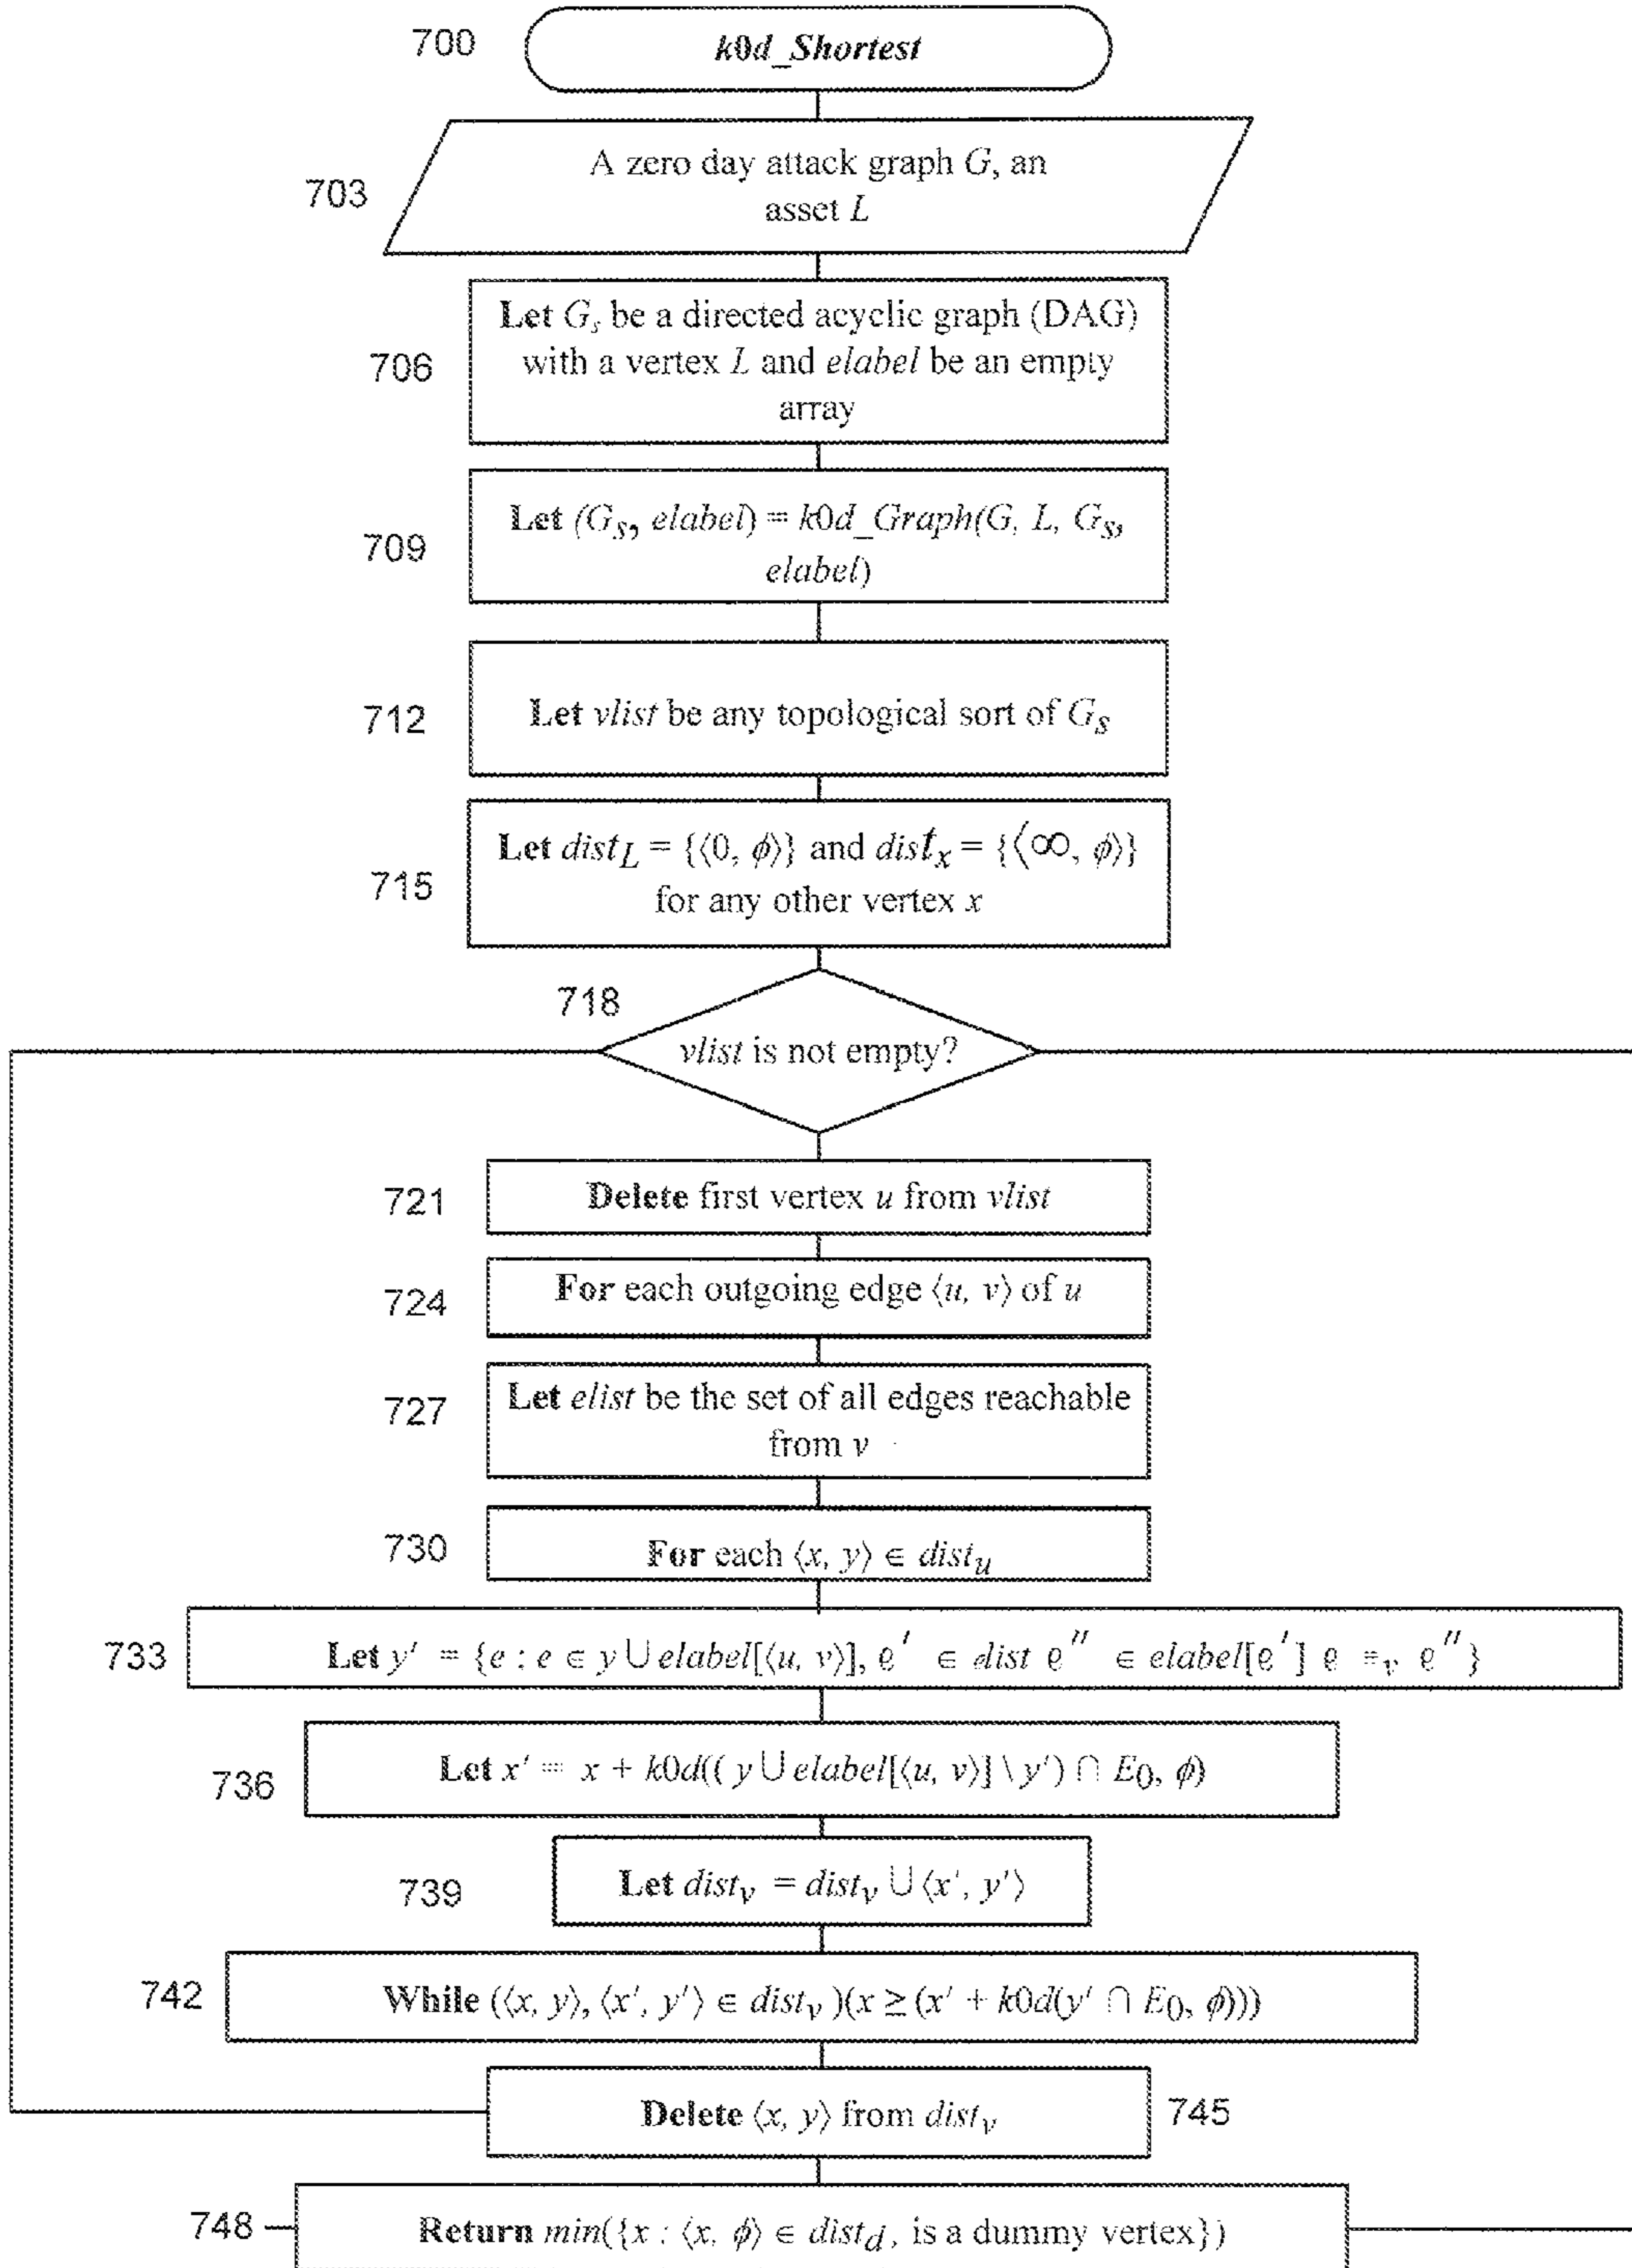 700
k0d_Shortest
703
A zero day attack graph G, an
asset L
706
Let Gs be a directed acyclic graph (DAG)
with a vertex L and elabel be an empty
array
709
Let (Gs, elabel) = k0d_Graph(G, L, Gs,
elabel)
712
Let vlist be any topological sort of Gs
715
Let distL = {⟨0, ϕ⟩} and distx = {⟨∞, ϕ⟩}
for any other vertex x
718
vlist is not empty?
721
Delete first vertex u from vlist
724
For each outgoing edge ⟨u, v⟩ of u
727
Let elist be the set of all edges reachable
from v
730
For each ⟨x, y⟩ ∈ distu
733
Let y′ = {e : e ∈ y ∪ elabel[⟨u, v⟩], e′ ∈ dist e″ ∈ elabel[e′] e ≡v e″}
736
Let x′ = x + k0d(( y ∪ elabel[⟨u, v⟩] \ y′) ∩ E0, ϕ)
739
Let distv = distv ∪ ⟨x′, y′⟩
742
While (⟨x, y⟩, ⟨x′, y′⟩ ∈ distv )(x ≥ (x′ + k0d(y′ ∩ E0, ϕ)))
Delete ⟨x, y⟩ from distv
745
748
Return min({x : ⟨x, ϕ⟩ ∈ distd, is a dummy vertex})